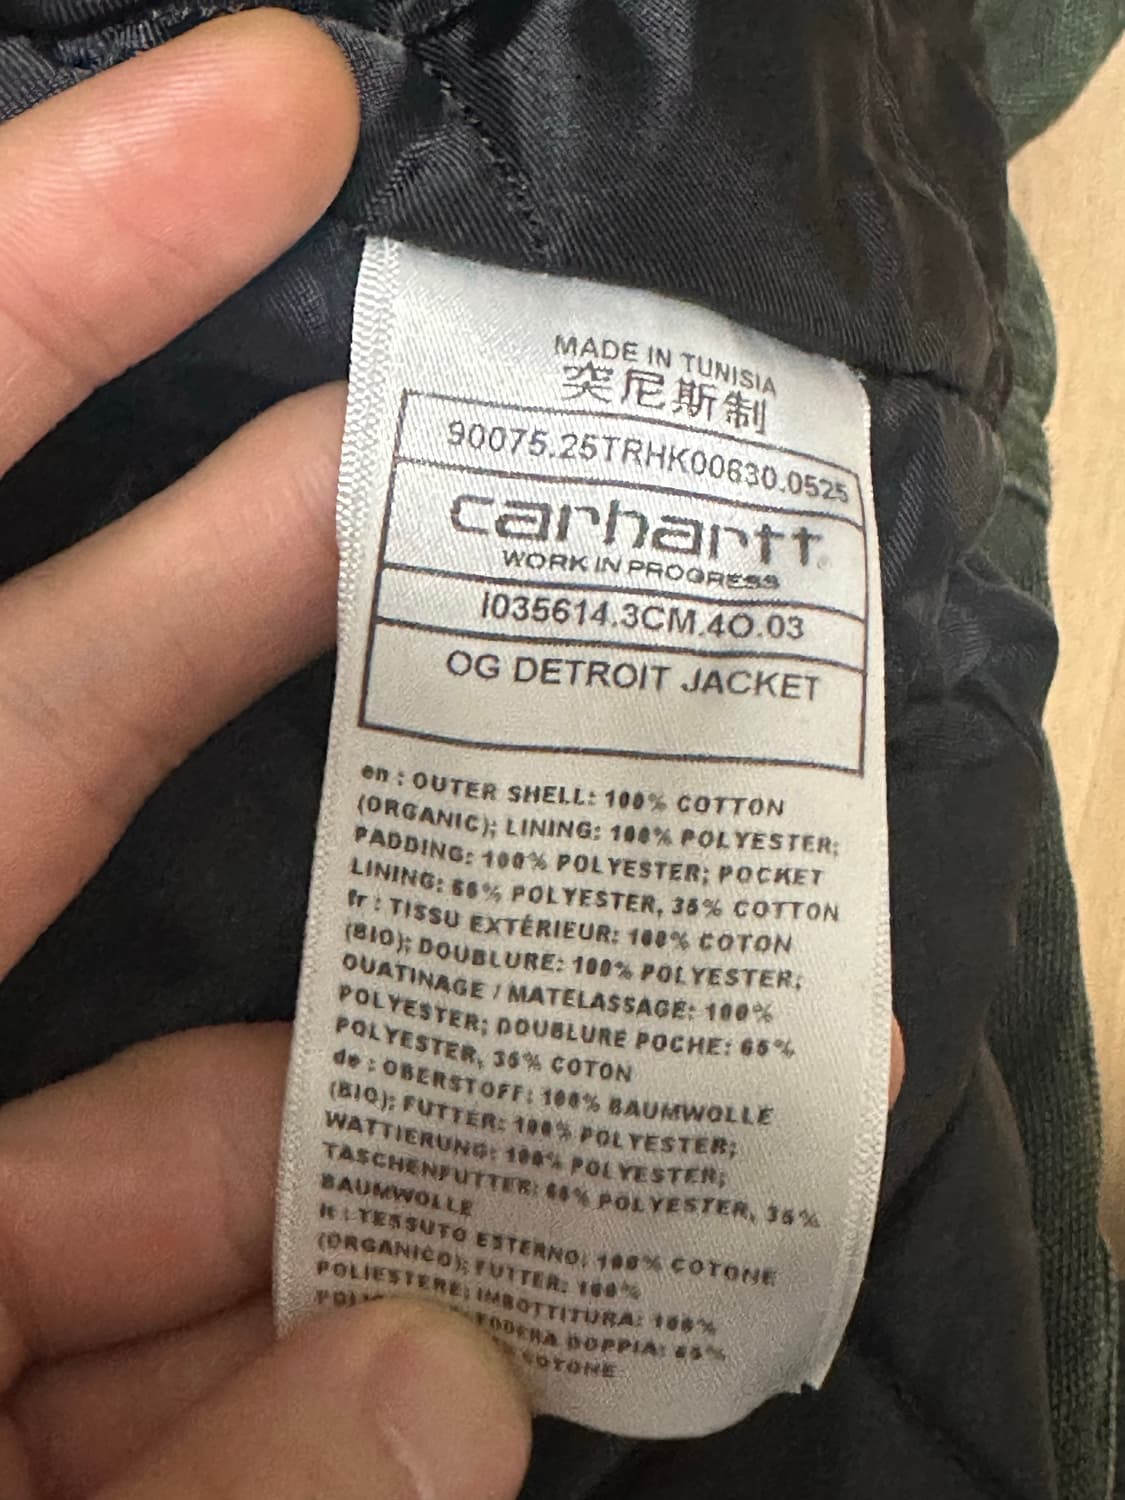 MADE IN TUNISIA
突尼斯制
90075.25TRHK00630.0525
carhartt
WORK IN PROGRESS
I035614.3CM.4O.03
OG DETROIT JACKET
en : OUTER SHELL: 100% COTTON
(ORGANIC); LINING: 100% POLYESTER;
PADDING: 100% POLYESTER; POCKET
LINING: 65% POLYESTER, 35% COTTON
fr : TISSU EXTÉRIEUR: 100% COTON
(BIO); DOUBLURE: 100% POLYESTER;
OUATINAGE / MATELASSAGE: 100%
POLYESTER; DOUBLURE POCHE: 65%
POLYESTER, 35% COTON
de : OBERSTOFF: 100% BAUMWOLLE
(BIO); FUTTER: 100% POLYESTER;
WATTIERUNG: 100% POLYESTER;
TASCHENFUTTER: 65% POLYESTER, 35%
BAUMWOLLE
it : TESSUTO ESTERNO: 100% COTONE
(ORGANICO); FUTTER: 100%
POLIESTERE; IMBOTTITURA: 100%
FODERA DOPPIA: 65%
COTONE